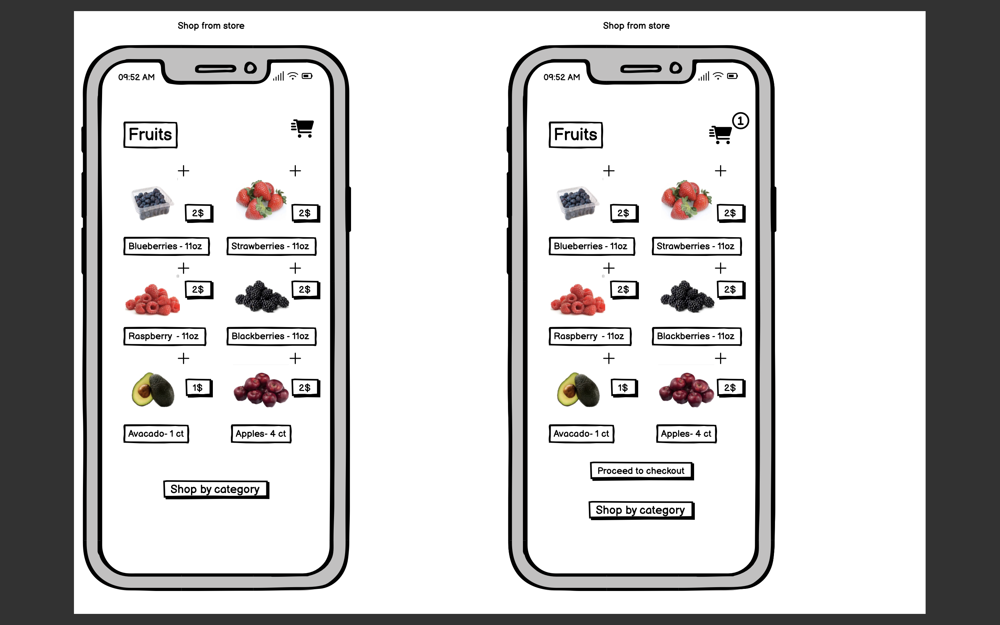 Shop from store
09:52 AM
Fruits
2$
2$
Blueberries - 11oz
Strawberries - 11oz
2$
2$
Raspberry - 11oz
Blackberries - 11oz
1$
2$
Avacado- 1 ct
Apples- 4 ct
Shop by category
Shop from store
09:52 AM
1
Fruits
2$
2$
Blueberries - 11oz
Strawberries - 11oz
2$
2$
Raspberry - 11oz
Blackberries - 11oz
1$
2$
Avacado- 1 ct
Apples- 4 ct
Proceed to checkout
Shop by category